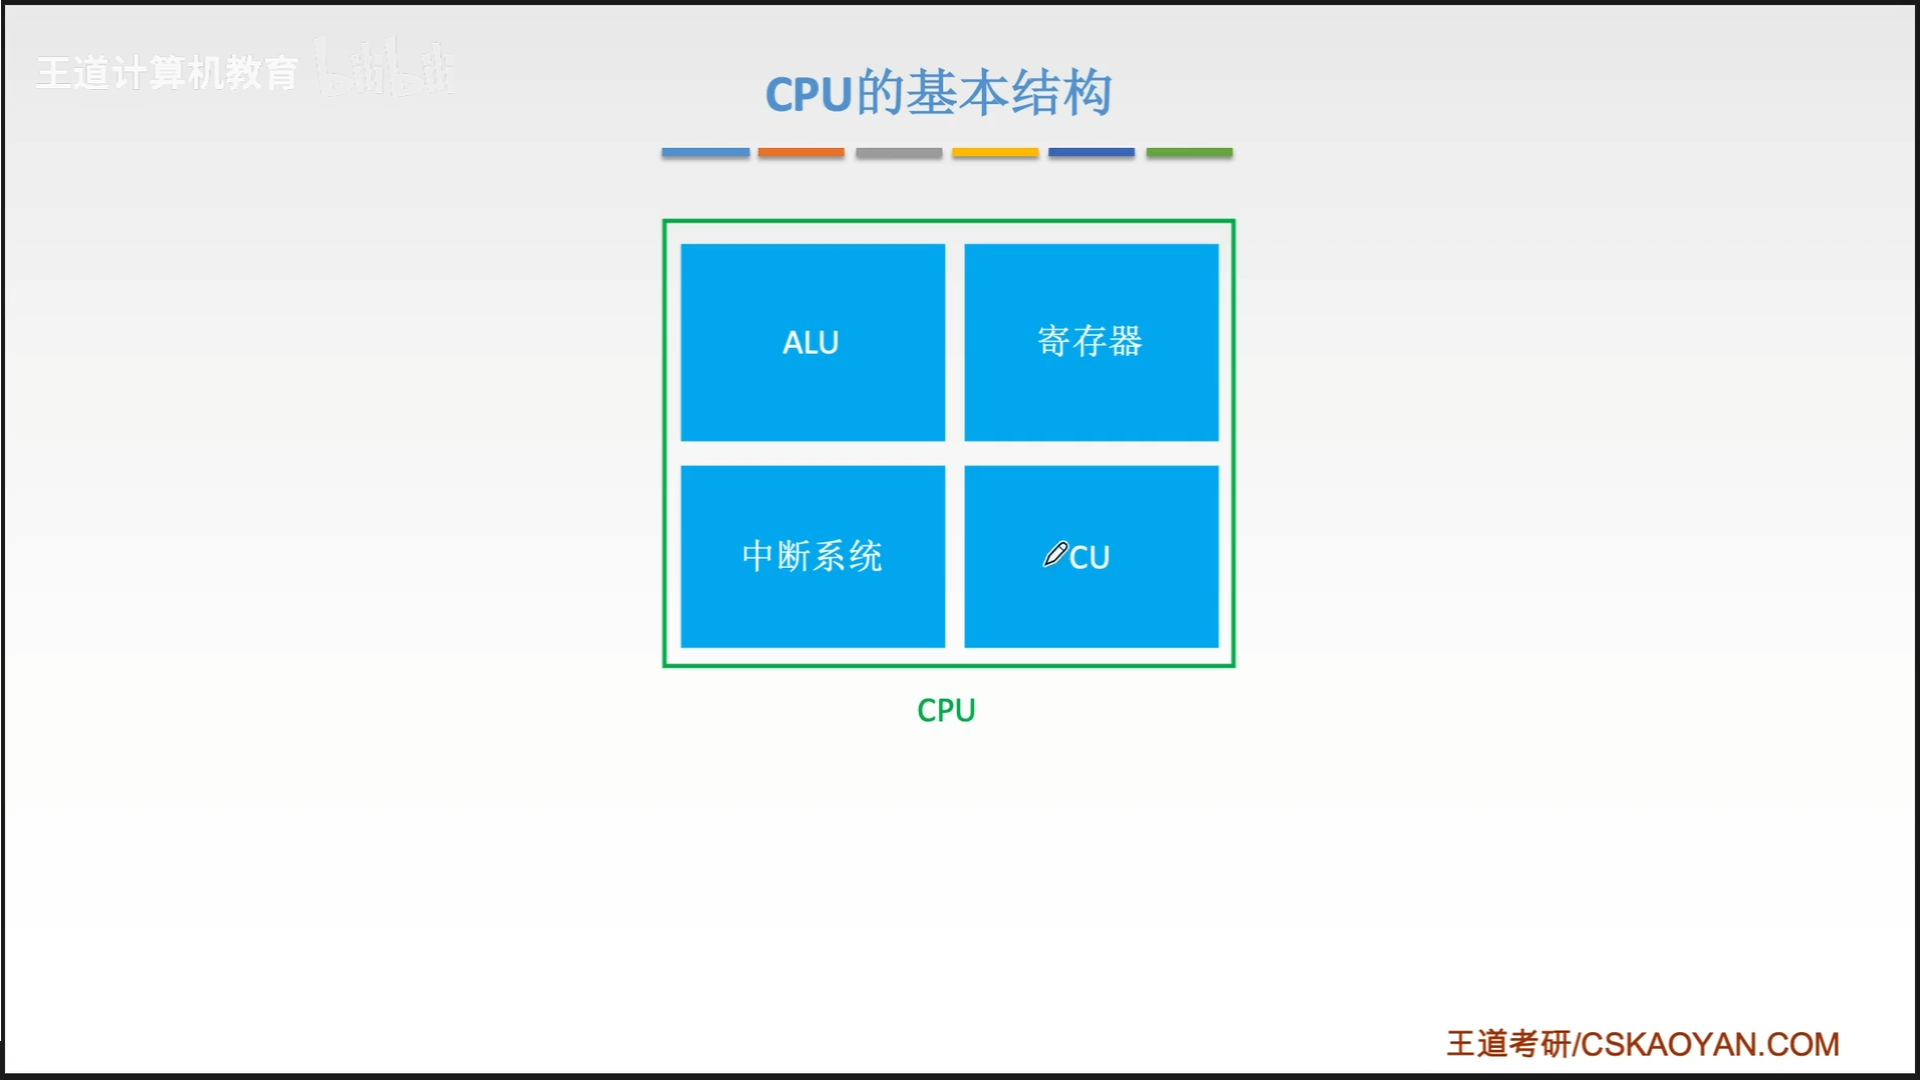 王道计算机教育 bilibili
CPU的基本结构
ALU
寄存器
中断系统
CU
CPU
王道考研/CSKAOYAN.COM